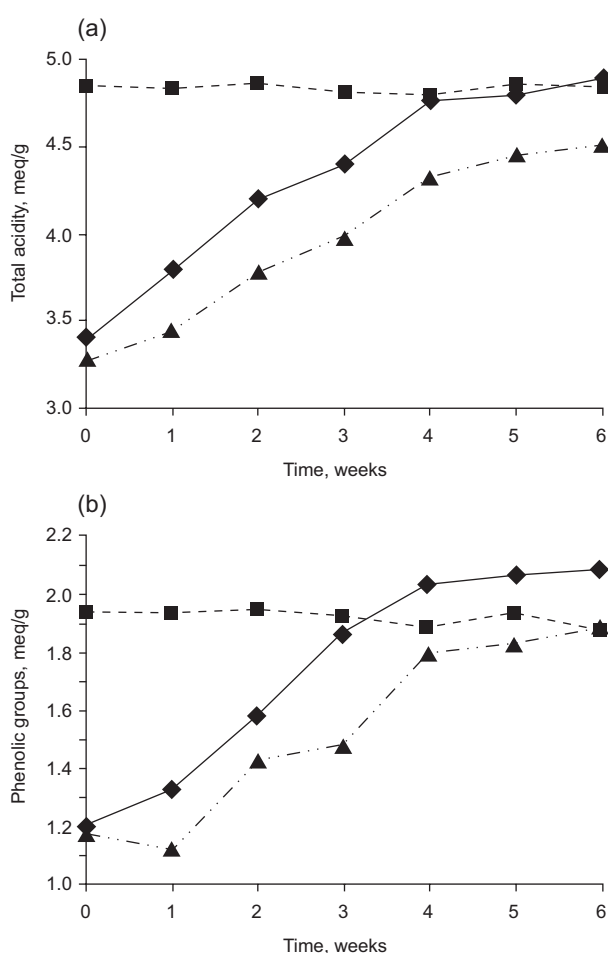 (a)
Total acidity, meq/g
5.0
4.5
4.0
3.5
3.0
0 1 2 3 4 5 6
Time, weeks
(b)
Phenolic groups, meq/g
2.2
2.0
1.8
1.6
1.4
1.2
1.0
0 1 2 3 4 5 6
Time, weeks